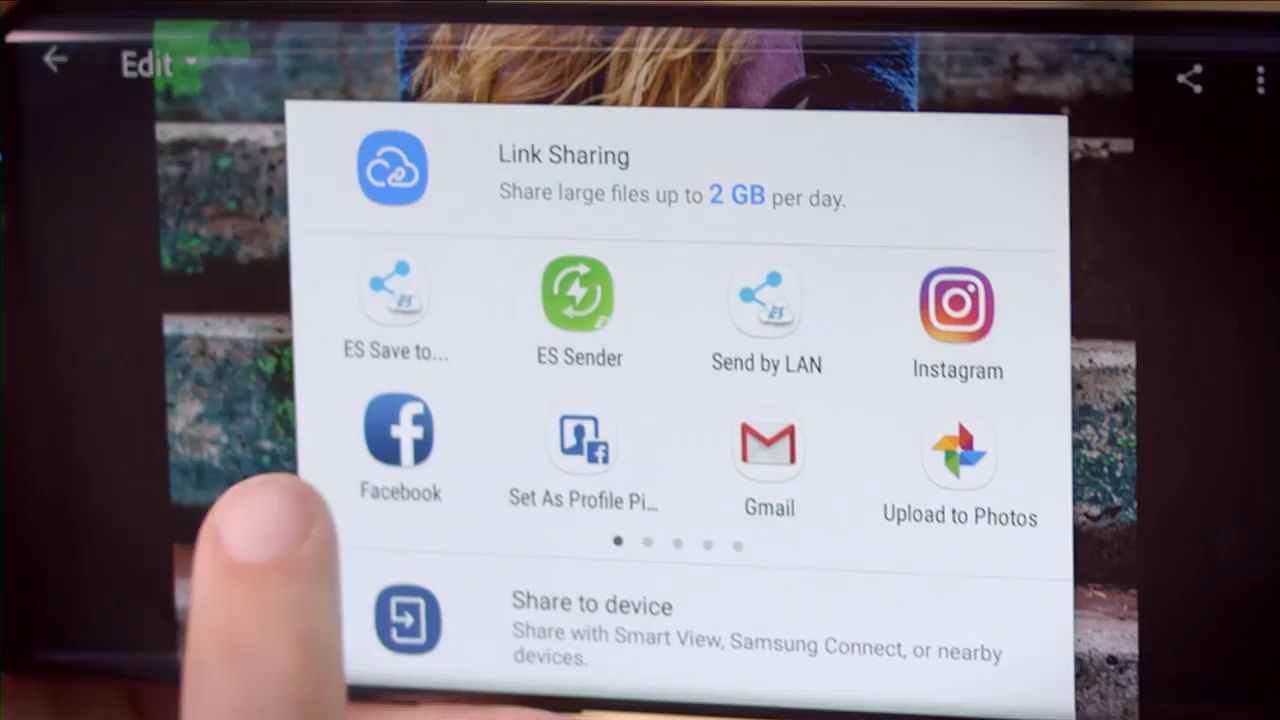 Edit
Link Sharing
Share large files up to 2 GB per day.
ES Save to...
ES Sender
Send by LAN
Instagram
Facebook
Set As Profile Pi...
Gmail
Upload to Photos
Share to device
Share with Smart View, Samsung Connect, or nearby
devices.